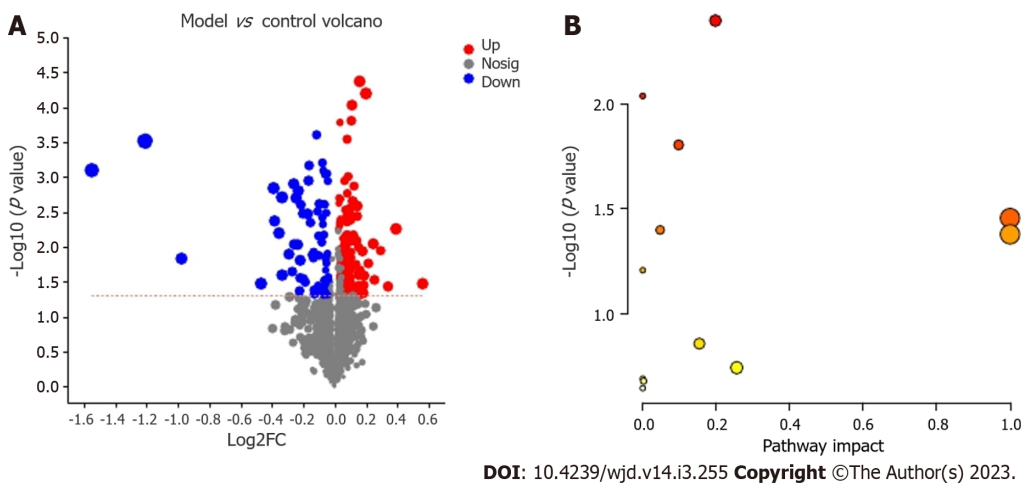 A
Model vs control volcano
Up
Nosig
Down
5.0
4.5
4.0
3.5
3.0
2.5
2.0
1.5
1.0
0.5
0.0
-Log10 (P value)
-1.6 -1.4 -1.2 -1.0 -0.8 -0.6 -0.4 -0.2 0.0 0.2 0.4 0.6
Log2FC
B
2.0
1.5
1.0
-Log10 (P value)
0.0 0.2 0.4 0.6 0.8 1.0
Pathway impact
DOI: 10.4239/wjd.v14.i3.255 Copyright ©The Author(s) 2023.